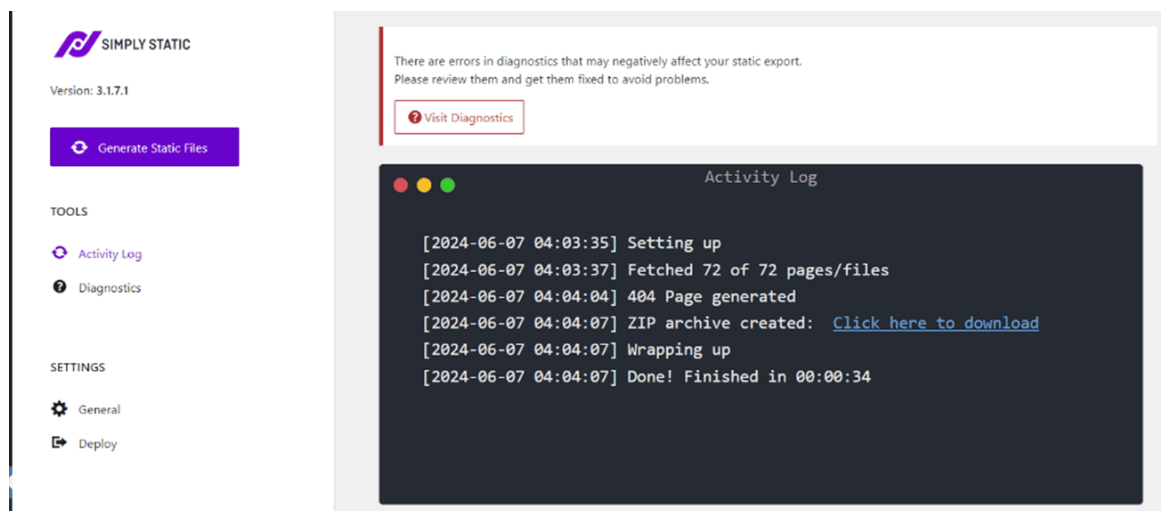 SIMPLY STATIC
Version: 3.1.7.1
Generate Static Files
TOOLS
Activity Log
Diagnostics
SETTINGS
General
Deploy
There are errors in diagnostics that may negatively affect your static export.
Please review them and get them fixed to avoid problems.
Visit Diagnostics
Activity Log
[2024-06-07 04:03:35] Setting up
[2024-06-07 04:03:37] Fetched 72 of 72 pages/files
[2024-06-07 04:04:04] 404 Page generated
[2024-06-07 04:04:07] ZIP archive created: Click here to download
[2024-06-07 04:04:07] Wrapping up
[2024-06-07 04:04:07] Done! Finished in 00:00:34